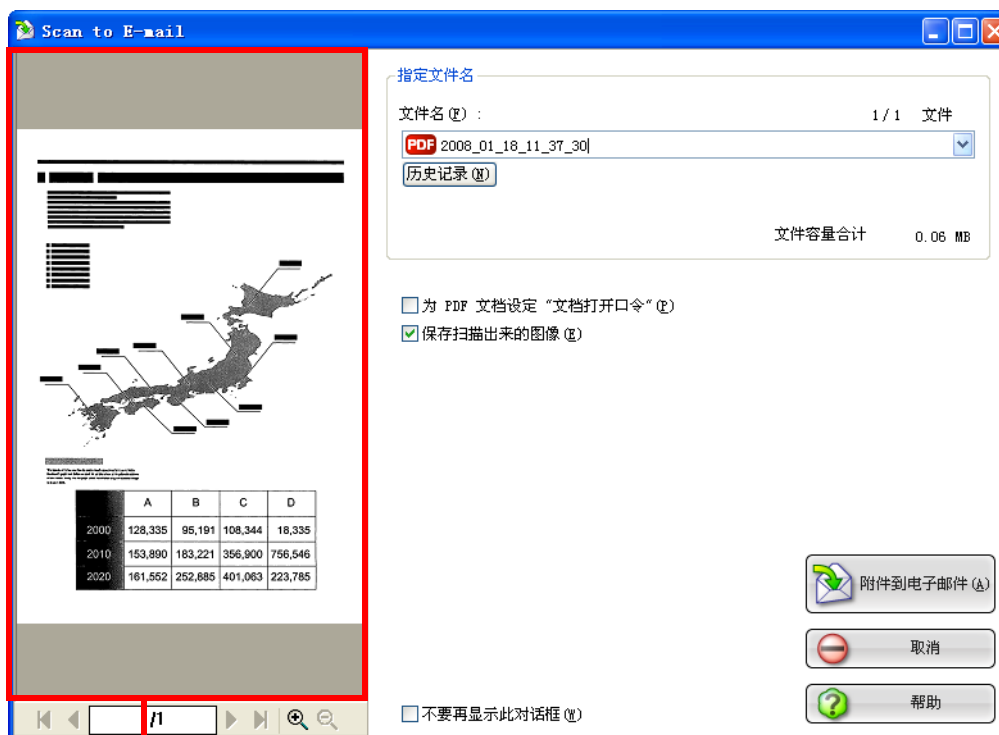 Scan to E-mail
指定文件名
文件名(F) :
1/1 文件
PDF 2008_01_18_11_37_30
历史记录(N)
文件容量合计 0.06 MB
为 PDF 文档设定 “文档打开口令”(P)
保存扫描出来的图像(E)
A B C D
2000 128,335 95,191 108,344 18,335
2010 153,890 183,221 356,900 756,546
2020 161,552 252,885 401,063 223,785
附件到电子邮件(A)
取消
帮助
/1
不要再显示此对话框(W)